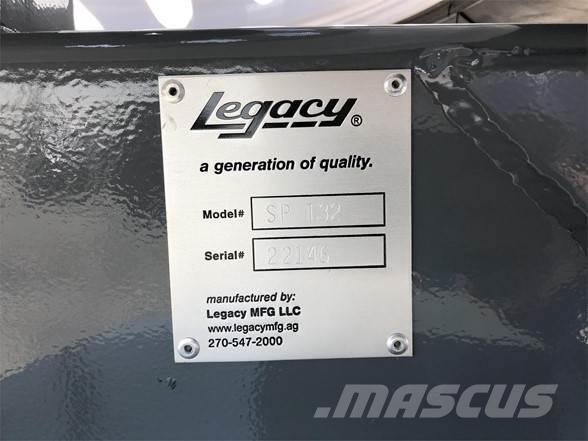 Legacy®
a generation of quality.
Model# SP 132
Serial# 22146
manufactured by:
Legacy MFG LLC
www.legacymfg.ag
270-547-2000
MASCUS